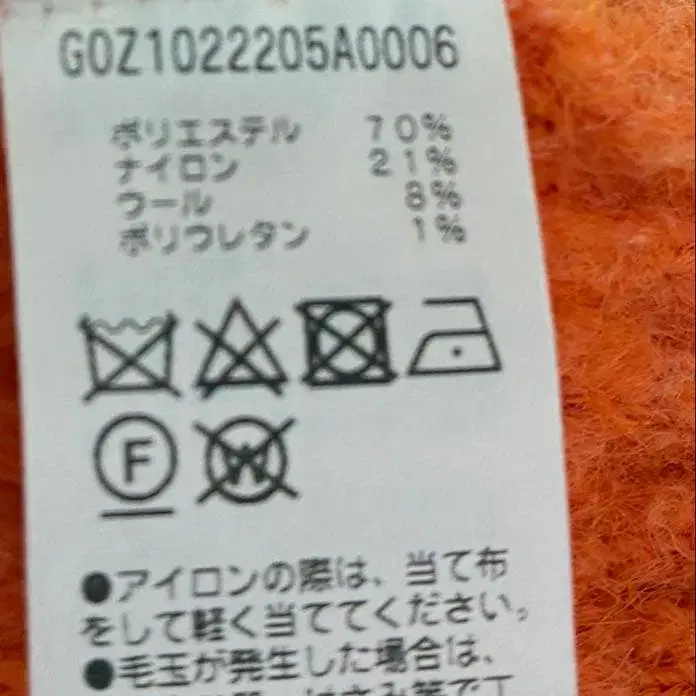 G0Z1022205A0006
ポリエステル 70%
ナイロン 21%
ウール 8%
ポリウレタン 1%
F W
●アイロンの際は、当て布
をして軽く当ててください。
●毛玉が発生した場合は、